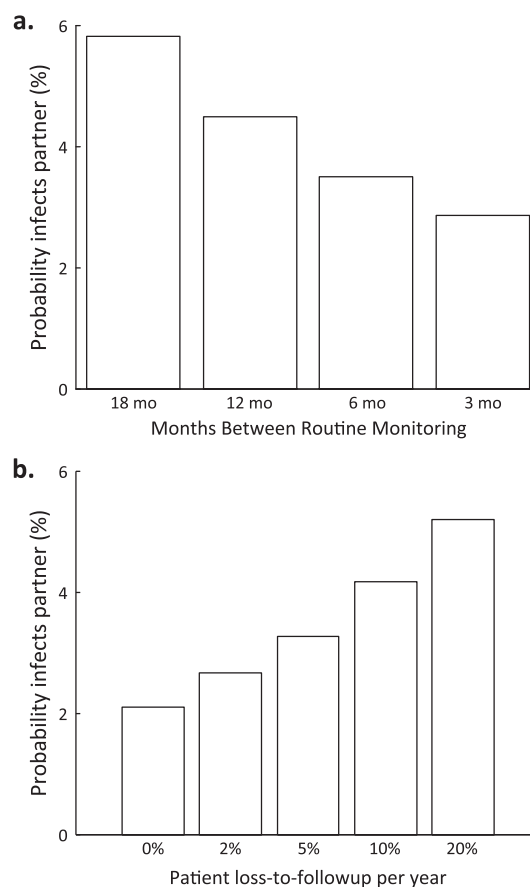 a.
Probability infects partner (%)
6
4
2
0
18 mo 12 mo 6 mo 3 mo
Months Between Routine Monitoring
b.
Probability infects partner (%)
6
4
2
0
0% 2% 5% 10% 20%
Patient loss-to-followup per year